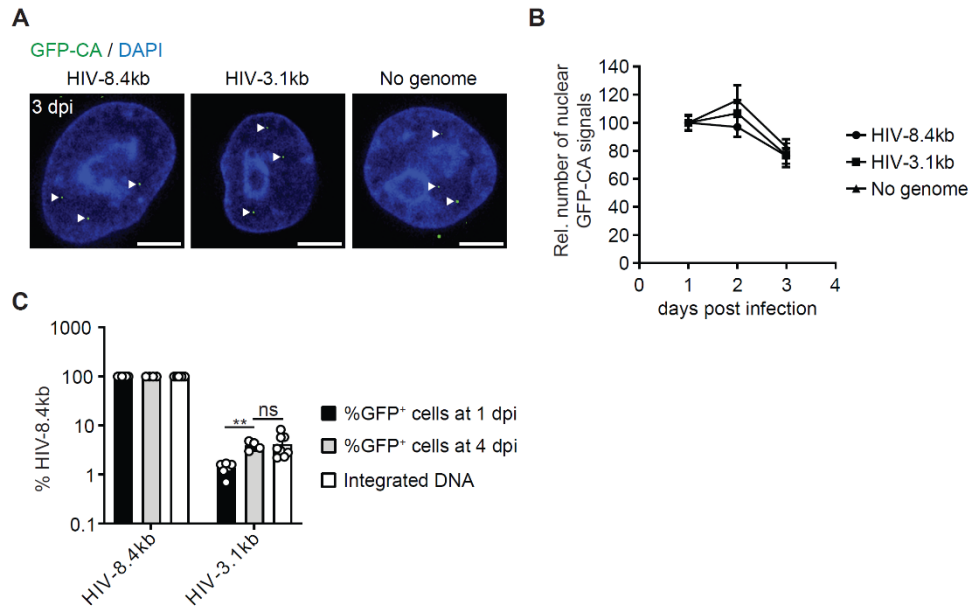 A
GFP-CA / DAPI
HIV-8.4kb
HIV-3.1kb
No genome
3 dpi
B
Rel. number of nuclear
GFP-CA signals
140
120
100
80
60
40
20
0
0
1
2
3
4
days post infection
HIV-8.4kb
HIV-3.1kb
No genome
C
% HIV-8.4kb
1000
100
10
1
0.1
**
ns
HIV-8.4kb
HIV-3.1kb
%GFP⁺ cells at 1 dpi
%GFP⁺ cells at 4 dpi
Integrated DNA